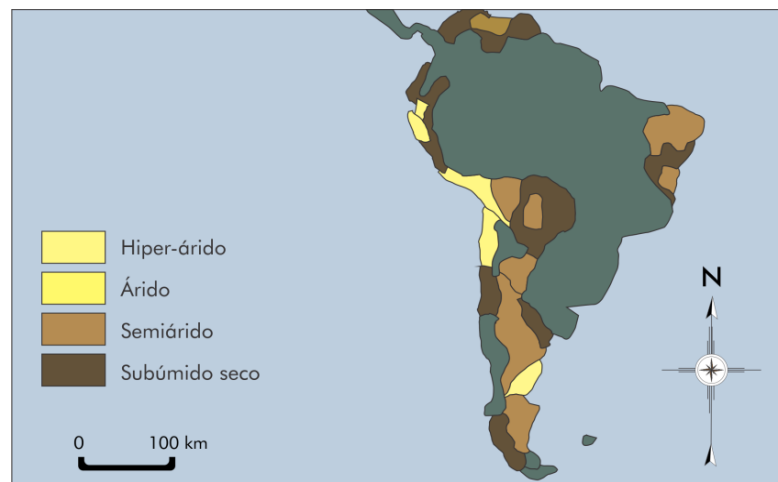 Hiper-árido
Árido
Semiárido
Subúmido seco
N
0 100 km